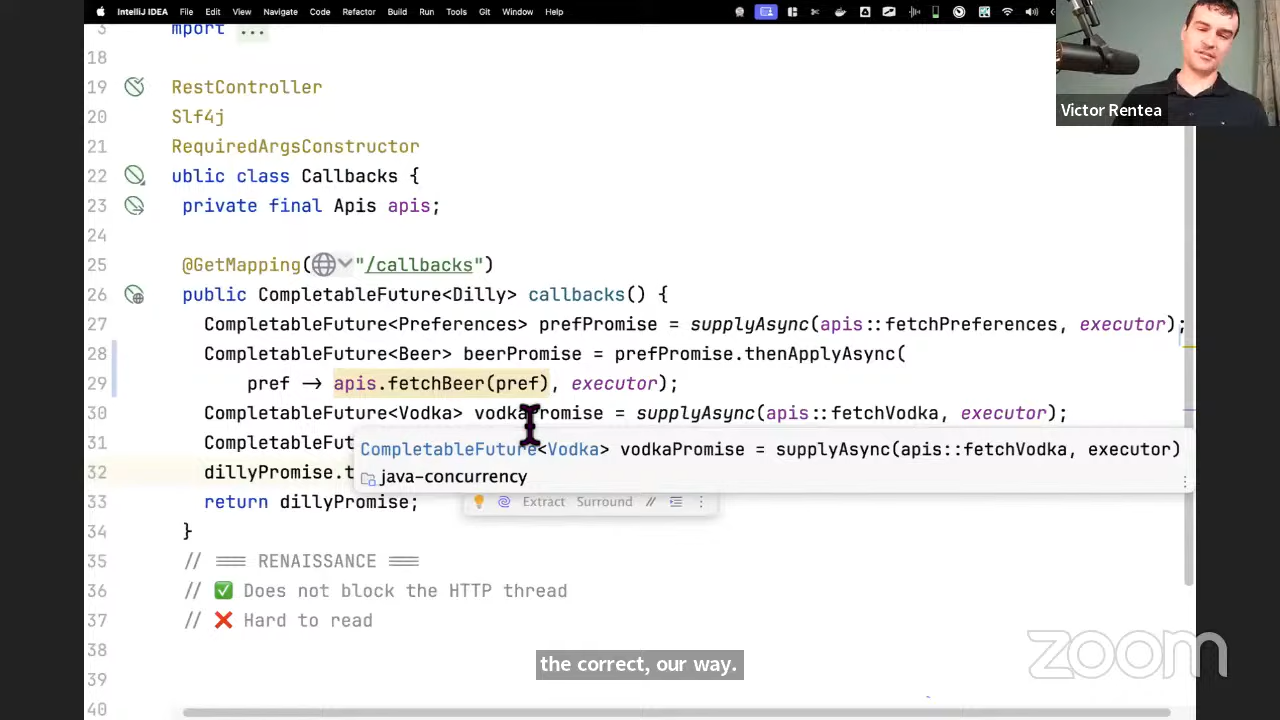 IntelliJ IDEA File Edit View Navigate Code Refactor Build Run Tools Git Window Help
3 mport ...
18
19 RestController
20 Slf4j
21 RequiredArgsConstructor
22 ublic class Callbacks {
23 private final Apis apis;
24
25 @GetMapping("/callbacks")
26 public CompletableFuture<Dilly> callbacks() {
27 CompletableFuture<Preferences> prefPromise = supplyAsync(apis::fetchPreferences, executor);
28 CompletableFuture<Beer> beerPromise = prefPromise.thenApplyAsync(
29 pref → apis.fetchBeer(pref), executor);
30 CompletableFuture<Vodka> vodkaPromise = supplyAsync(apis::fetchVodka, executor);
31 CompletableFut
CompletableFuture<Vodka> vodkaPromise = supplyAsync(apis::fetchVodka, executor)
32 dillyPromise.t
java-concurrency
33 return dillyPromise;
Extract Surround //
34 }
35 // === RENAISSANCE ===
36 // ✅ Does not block the HTTP thread
37 // ❌ Hard to read
38
39
40
Victor Rentea
the correct, our way.
zoom